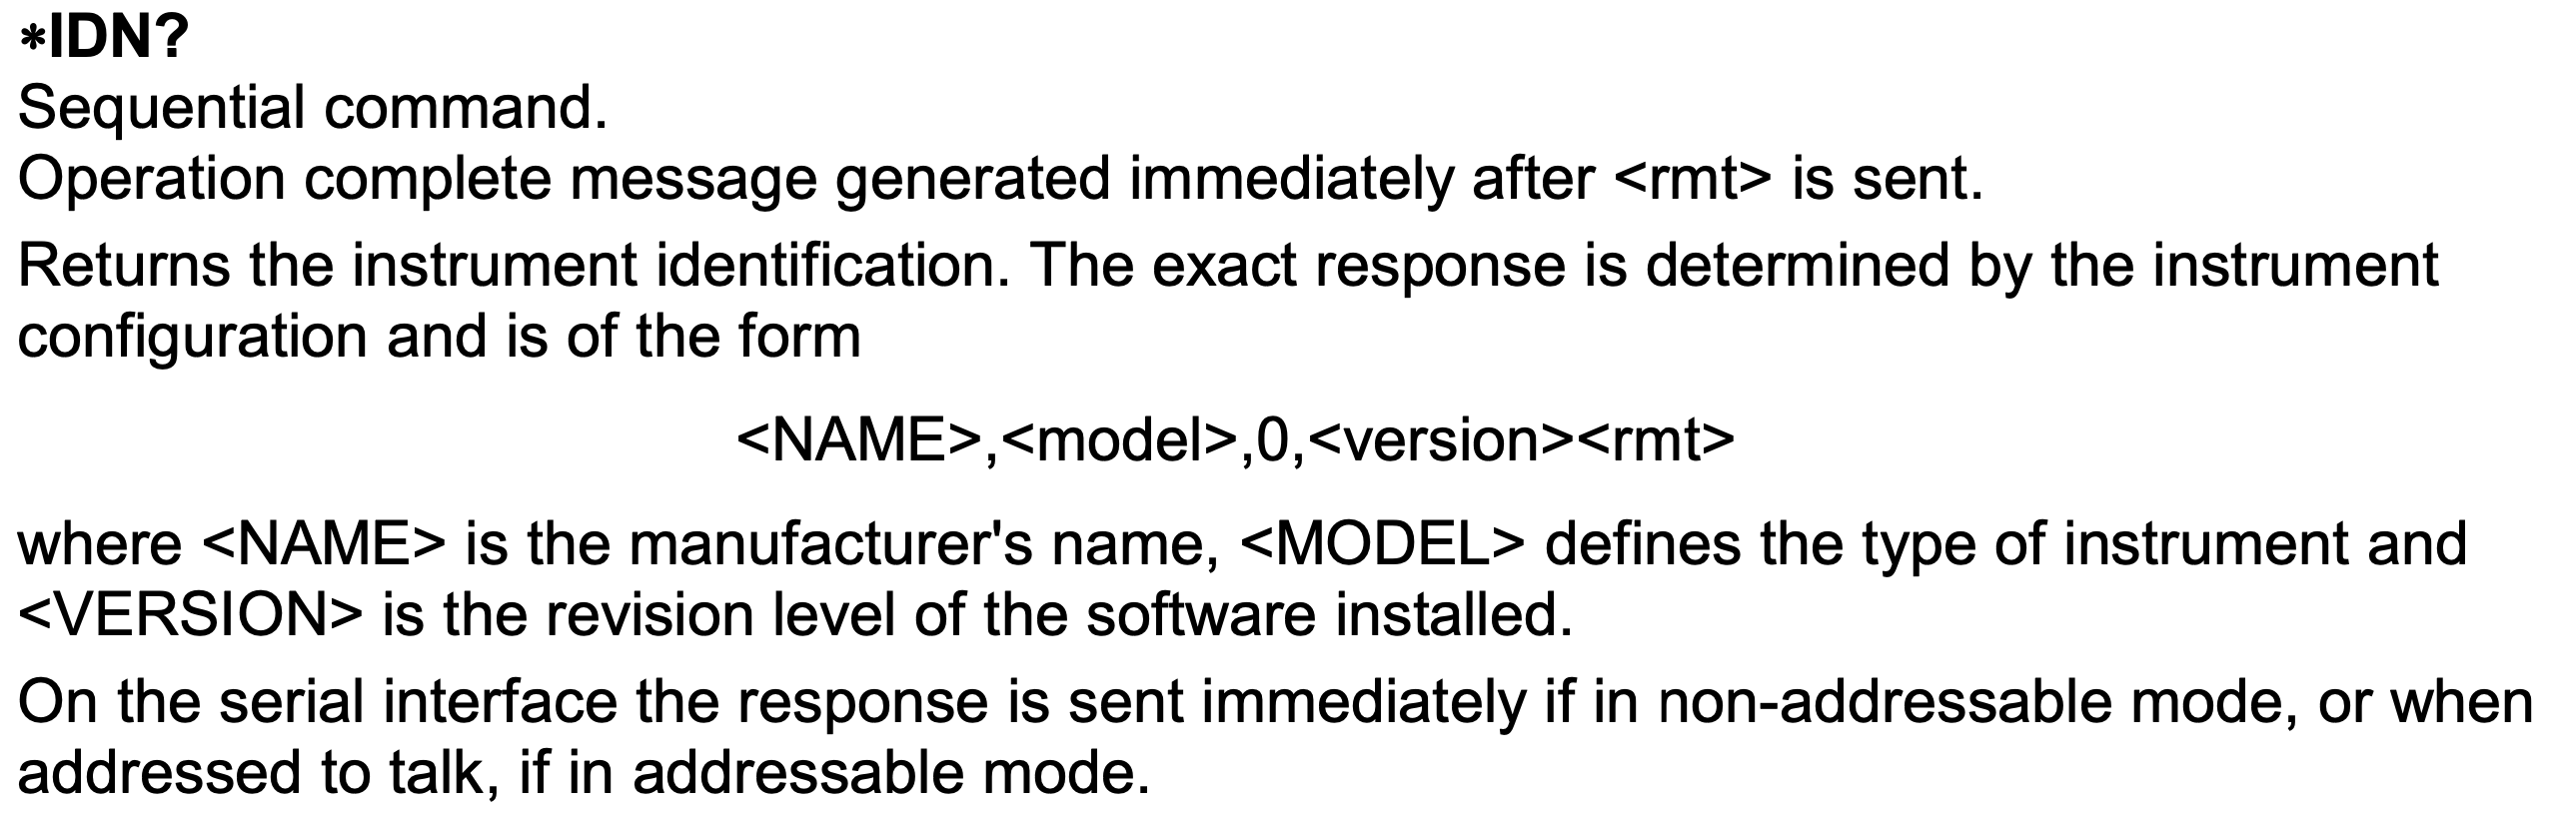 *IDN?
Sequential command.
Operation complete message generated immediately after <rmt> is sent.
Returns the instrument identification. The exact response is determined by the instrument
configuration and is of the form
<NAME>,<model>,0,<version><rmt>
where <NAME> is the manufacturer's name, <MODEL> defines the type of instrument and
<VERSION> is the revision level of the software installed.
On the serial interface the response is sent immediately if in non-addressable mode, or when
addressed to talk, if in addressable mode.